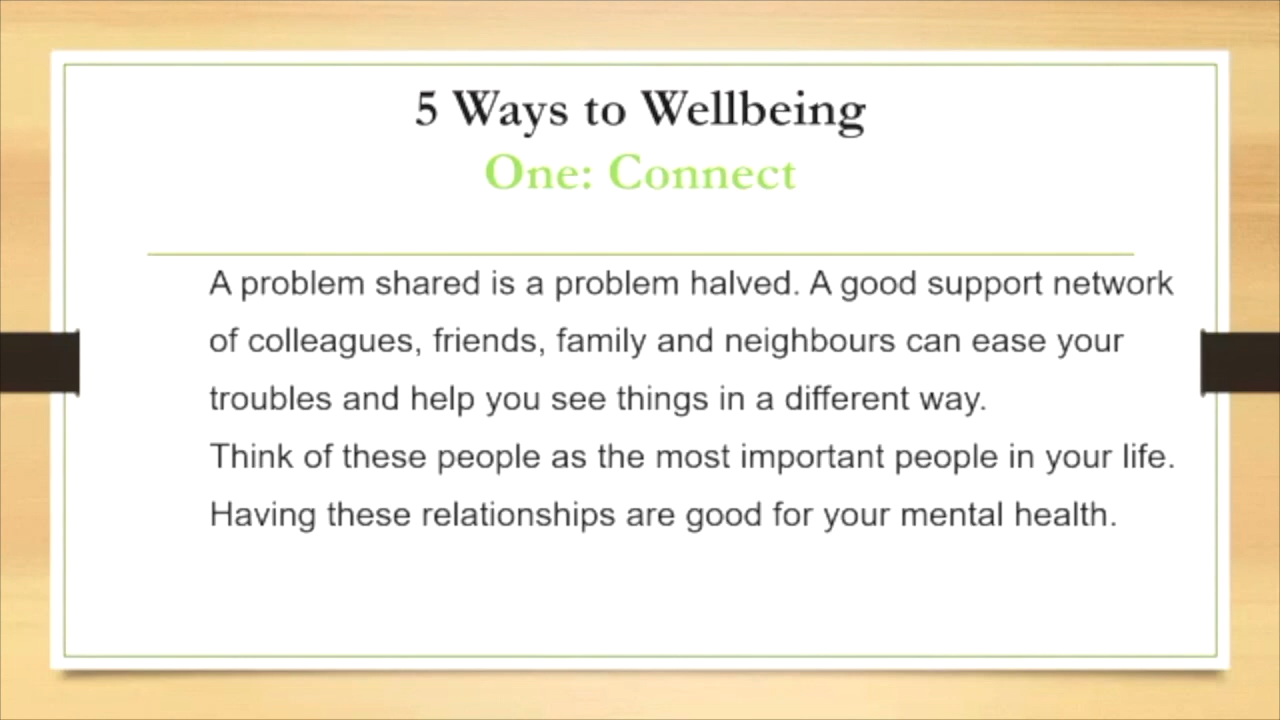 5 Ways to Wellbeing
One: Connect
A problem shared is a problem halved. A good support network
of colleagues, friends, family and neighbours can ease your
troubles and help you see things in a different way.
Think of these people as the most important people in your life.
Having these relationships are good for your mental health.